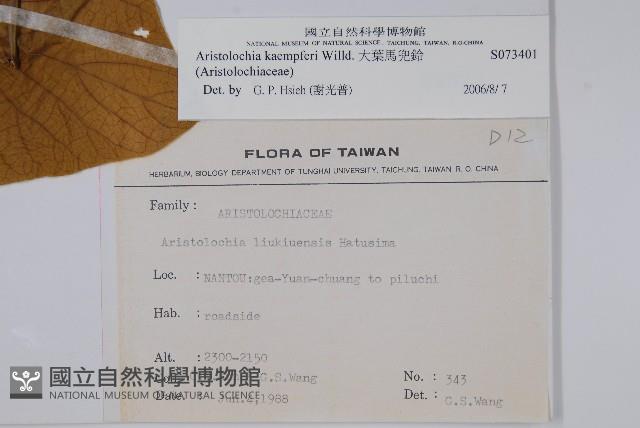 國立自然科學博物館
NATIONAL MUSEUM OF NATURAL SCIENCE, TAICHUNG, TAIWAN, R.O.CHINA
Aristolochia kaempferi Willd. 大葉馬兜鈴 S073401
(Aristolochiaceae)
Det. by G. P. Hsieh (謝光普) 2006/8/7
D12
FLORA OF TAIWAN
HERBARIUM, BIOLOGY DEPARTMENT OF TUNGHAI UNIVERSITY, TAICHUNG, TAIWAN R. O. CHINA
Family: ARISTOLOCHIACEAE
Aristolochia liukiuensis Hatusima
Loc. : NANTOU:gea-Yuan-chuang to piluchi
Hab. : roadside
Alt. : 2300-2150
G.S.Wang No. : 343
Date. : 1988 Det. : G.S.Wang
國立自然科學博物館
NATIONAL MUSEUM OF NATURAL SCIENCE